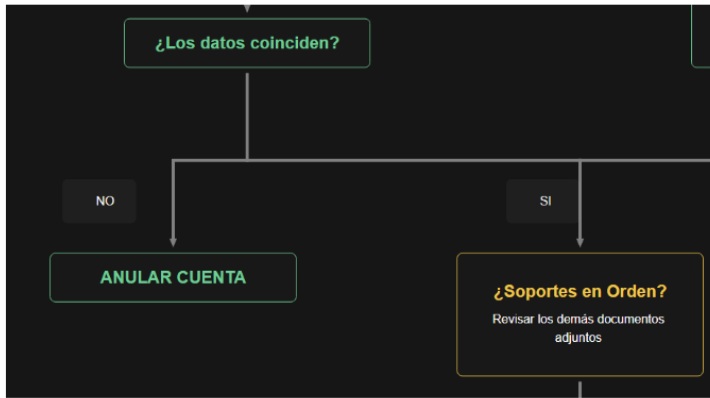 ¿Los datos coinciden?
NO
SI
ANULAR CUENTA
¿Soportes en Orden?
Revisar los demás documentos
adjuntos